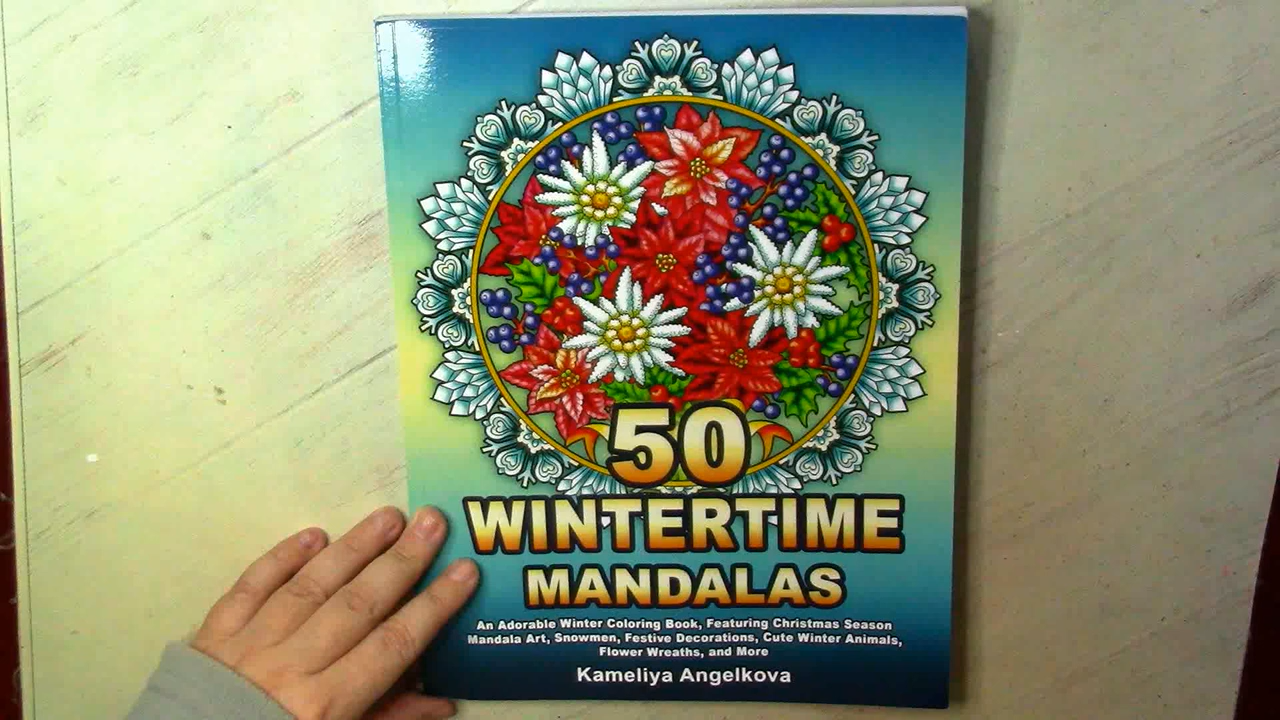 50
WINTERTIME
MANDALAS
An Adorable Winter Coloring Book, Featuring Christmas Season
Mandala Art, Snowmen, Festive Decorations, Cute Winter Animals,
Flower Wreaths, and More
Kameliya Angelkova